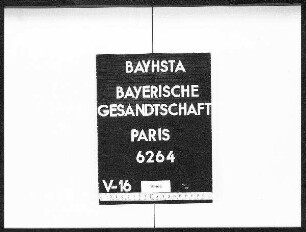 BAYHSTA
BAYERISCHE
GESANDTSCHAFT
PARIS
6264
V-16